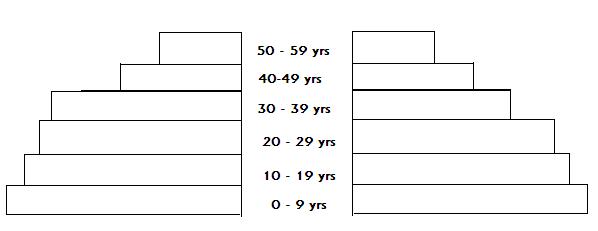 50 - 59 yrs
40-49 yrs
30 - 39 yrs
20 - 29 yrs
10 - 19 yrs
0 - 9 yrs